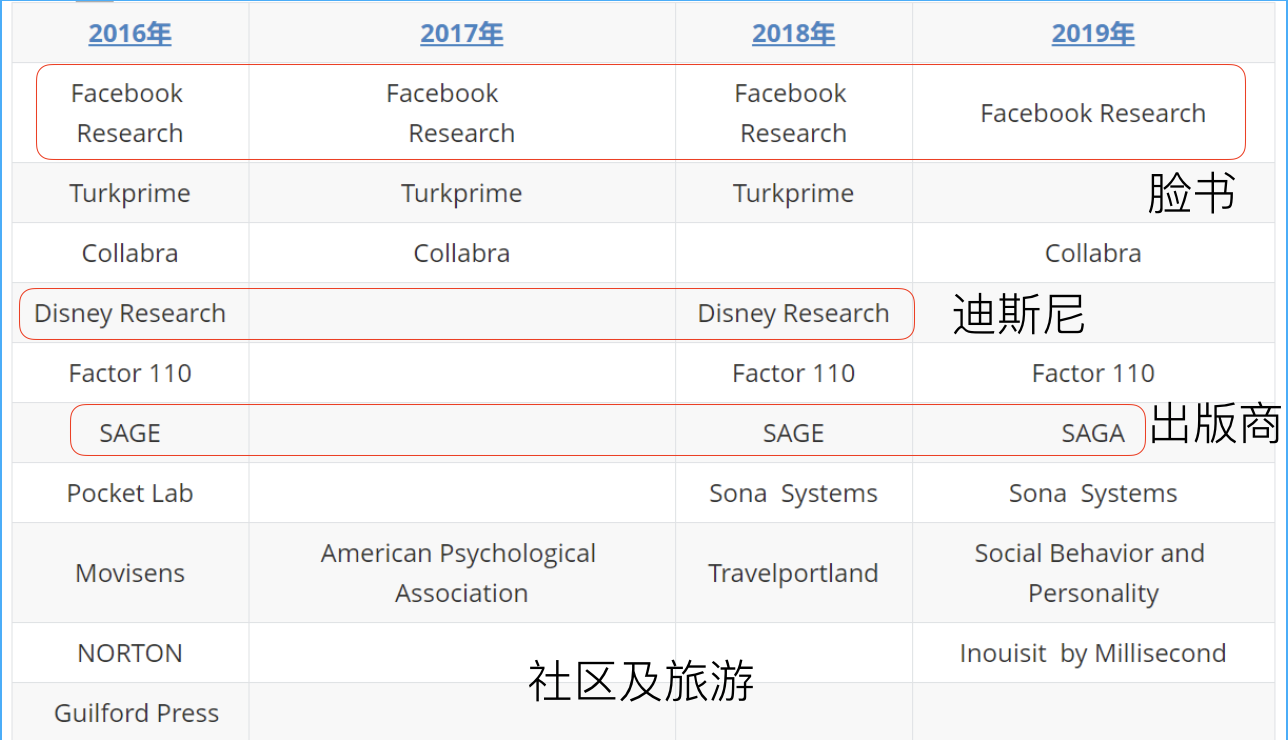 2016年 2017年 2018年 2019年
Facebook Facebook Facebook Facebook Research
Research Research Research
Turkprime Turkprime Turkprime 脸书
Collabra Collabra Collabra
Disney Research Disney Research 迪斯尼
Factor 110 Factor 110 Factor 110
SAGE SAGE SAGA 出版商
Pocket Lab Sona Systems Sona Systems
American Psychological Social Behavior and
Movisens Travelportland
Association Personality
NORTON Inouisit by Millisecond
社区及旅游
Guilford Press